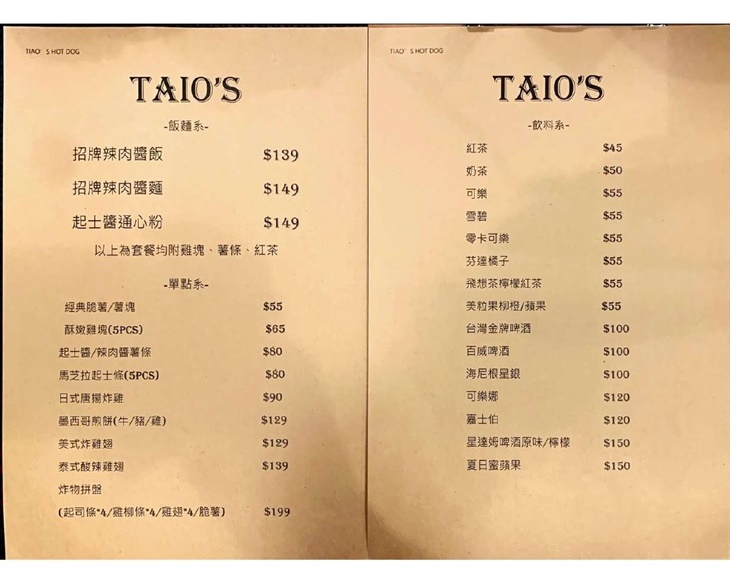 TIAO'S HOT DOG
TAIO'S
-飯麵系-
招牌辣肉醬飯 $139
招牌辣肉醬麵 $149
起士醬通心粉 $149
以上為套餐均附雞塊、薯條、紅茶
-單點系-
經典脆薯/薯塊 $55
酥嫩雞塊(5PCS) $65
起士醬/辣肉醬薯條 $80
馬芝拉起士條(5PCS) $80
日式唐揚炸雞 $90
墨西哥煎餅(牛/豬/雞) $129
美式炸雞翅 $129
泰式酸辣雞翅 $139
炸物拼盤
(起司條*4/雞柳條*4/雞翅*4/脆薯) $199
TIAO'S HOT DOG
TAIO'S
-飲料系-
紅茶 $45
奶茶 $50
可樂 $55
雪碧 $55
零卡可樂 $55
芬達橘子 $55
飛想茶檸檬紅茶 $55
美粒果柳橙/蘋果 $55
台灣金牌啤酒 $100
百威啤酒 $100
海尼根星銀 $100
可樂娜 $120
嘉士伯 $120
星達姆啤酒原味/檸檬 $150
夏日蜜蘋果 $150